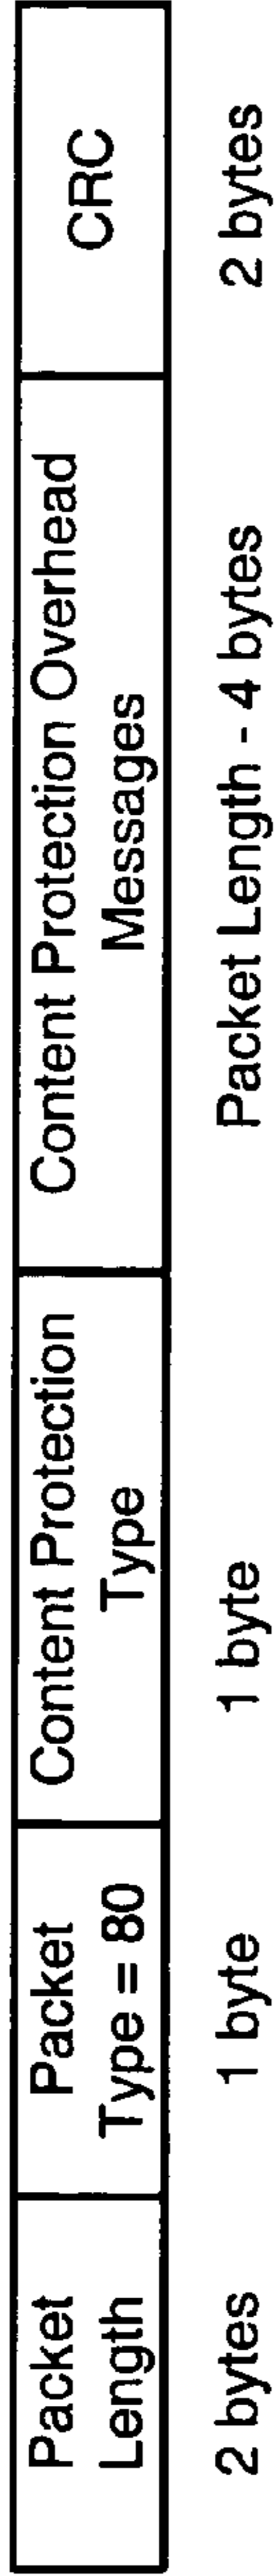 Packet
Length
Packet
Type = 80
Content Protection
Type
Content Protection Overhead
Messages
CRC
2 bytes
1 byte
1 byte
Packet Length - 4 bytes
2 bytes